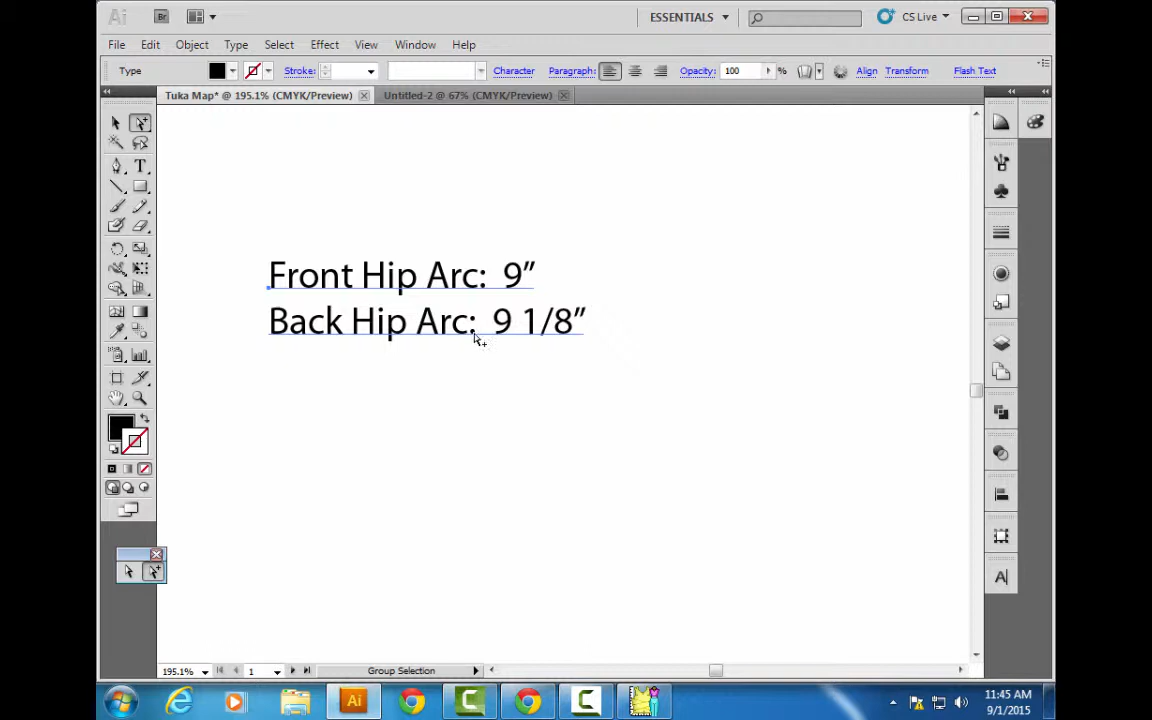 Ai Br ESSENTIALS CS Live
File Edit Object Type Select Effect View Window Help
Type Stroke: Character Paragraph: Opacity: 100 % Align Transform Flash Text
Tuka Map* @ 195.1% (CMYK/Preview) Untitled-2 @ 67% (CMYK/Preview)
Front Hip Arc:  9”
Back Hip Arc:  9 1/8”
195.1% 1 Group Selection
Ai
11:45 AM
9/1/2015